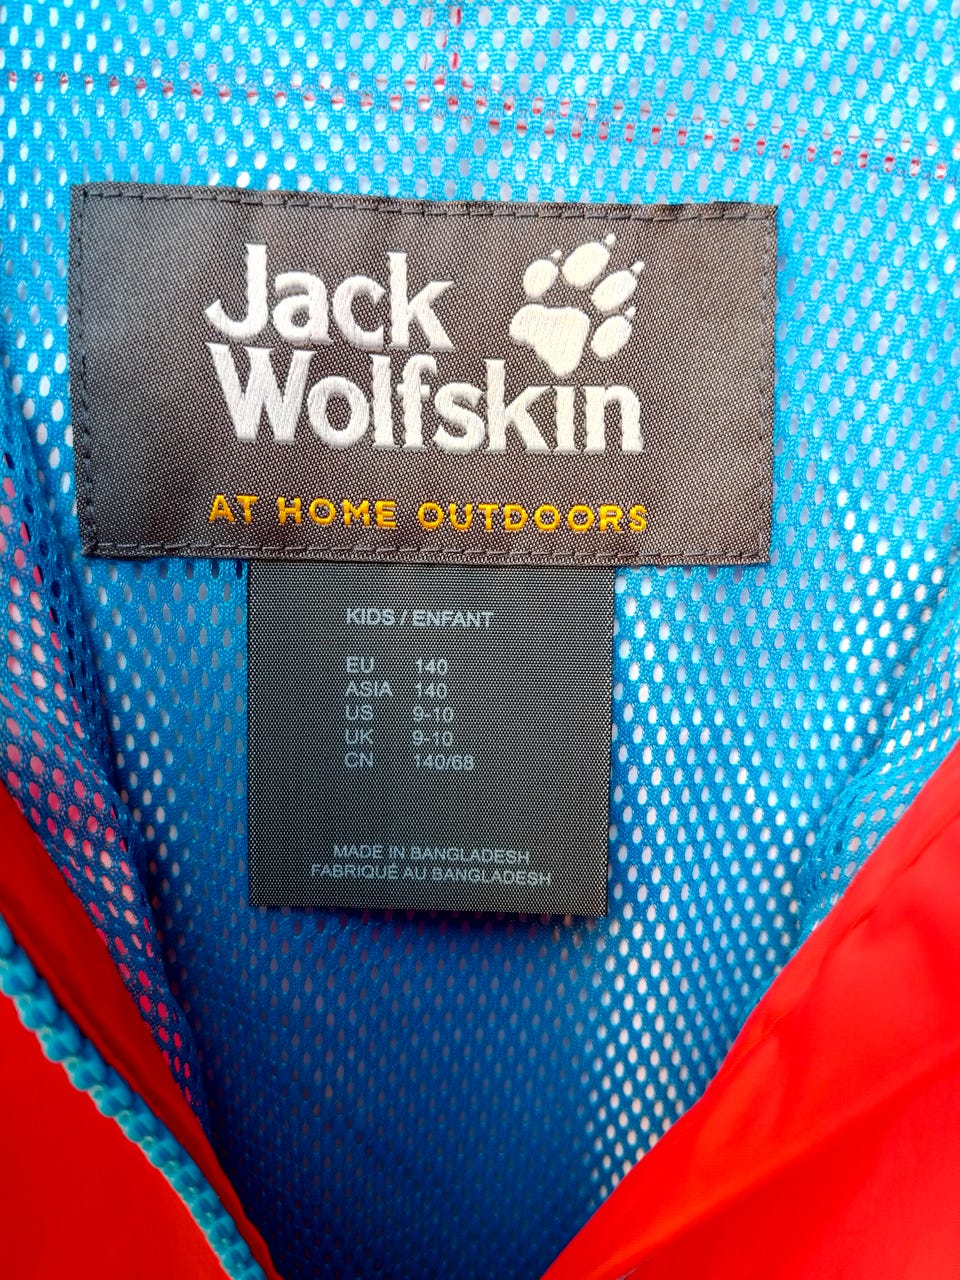 Jack
Wolfskin
AT HOME OUTDOORS
KIDS / ENFANT
EU 140
ASIA 140
US 9-10
UK 9-10
CN 140/68
MADE IN BANGLADESH
FABRIQUÉ AU BANGLADESH